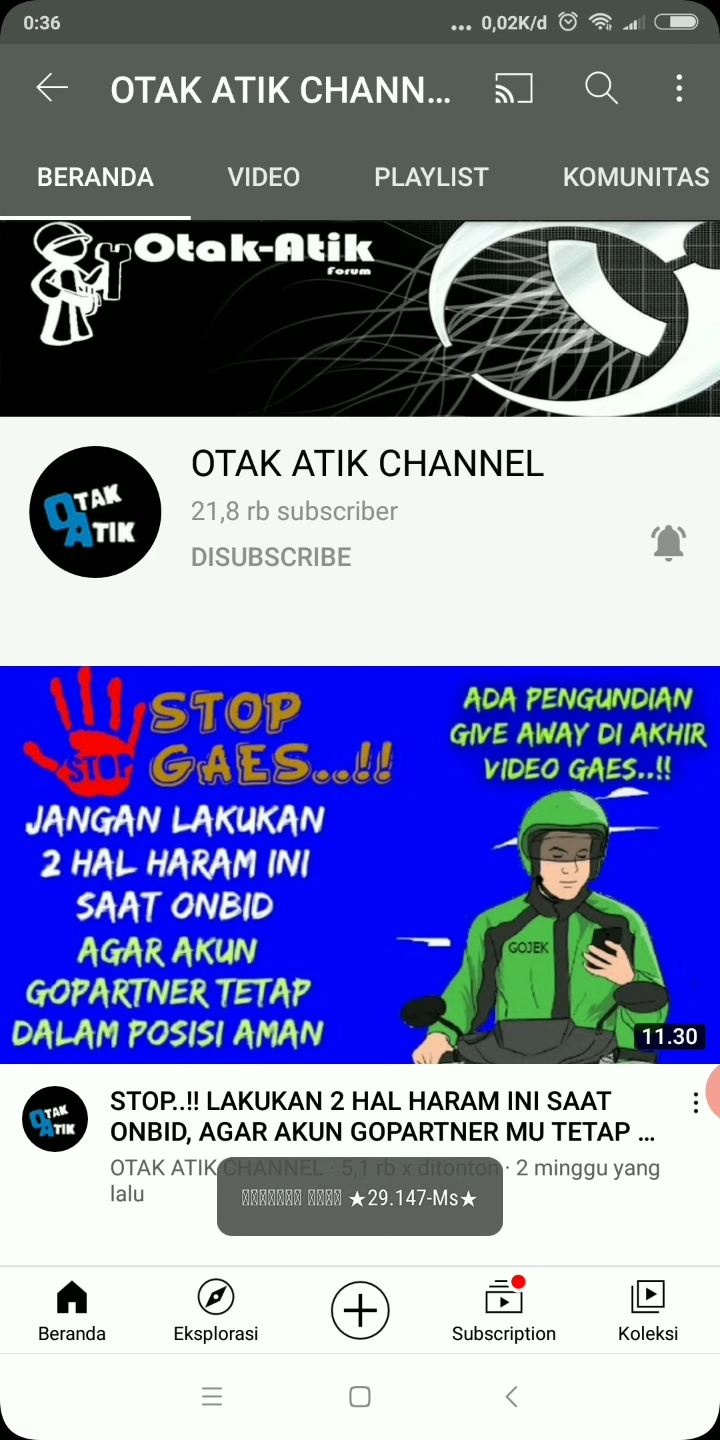 0:36
... 0,02K/d
OTAK ATIK CHANN...
BERANDA VIDEO PLAYLIST KOMUNITAS
Otak-Atik
Forum
OTAK ATIK
OTAK ATIK CHANNEL
21,8 rb subscriber
DISUBSCRIBE
STOP
STOP
GAES..!!
JANGAN LAKUKAN
2 HAL HARAM INI
SAAT ONBID
AGAR AKUN
GOPARTNER TETAP
DALAM POSISI AMAN
ADA PENGUNDIAN
GIVE AWAY DI AKHIR
VIDEO GAES..!!
GOJEK
11.30
OTAK ATIK
STOP..!! LAKUKAN 2 HAL HARAM INI SAAT
ONBID, AGAR AKUN GOPARTNER MU TETAP ...
OTAK ATIK CHANNEL · 5,1 rb x ditonton · 2 minggu yang
lalu
★29.147-Ms★
Beranda Eksplorasi Subscription Koleksi